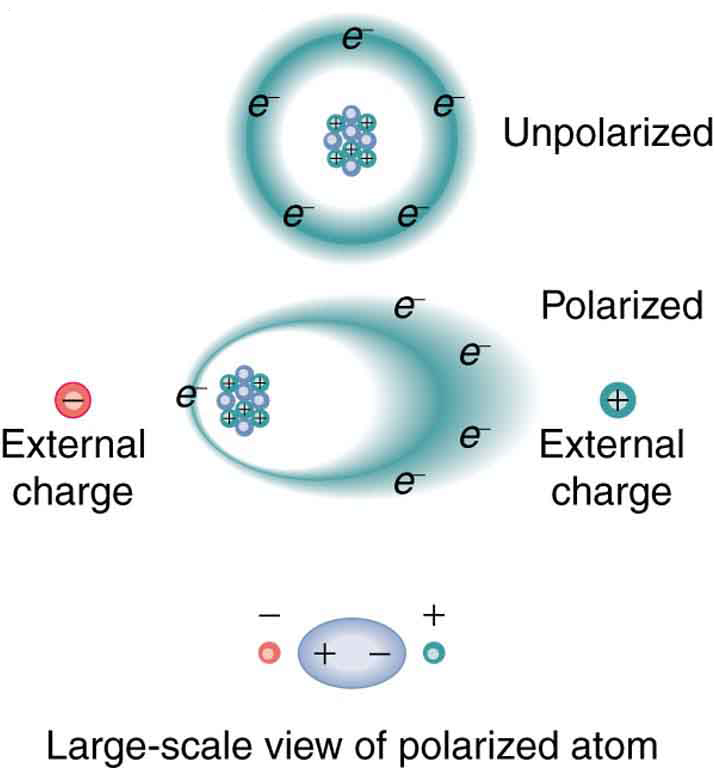 e⁻
e⁻ e⁻
Unpolarized
e⁻ e⁻
e⁻ Polarized
e⁻
− e⁻ +
External charge
e⁻
External charge
e⁻
− +
+ −
Large-scale view of polarized atom